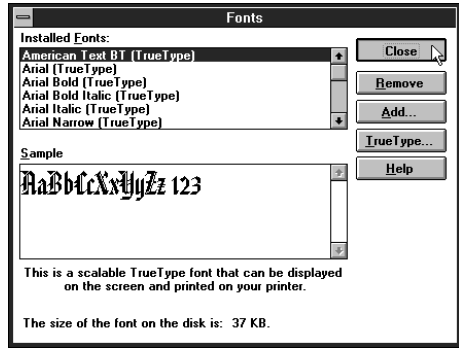 Fonts
Installed Fonts:
American Text BT (TrueType)
Arial (TrueType)
Arial Bold (TrueType)
Arial Bold Italic (TrueType)
Arial Italic (TrueType)
Arial Narrow (TrueType)
Close
Remove
Add...
TrueType...
Help
Sample
AaBbCcXxYyZz 123
This is a scalable TrueType font that can be displayed
on the screen and printed on your printer.
The size of the font on the disk is: 37 KB.